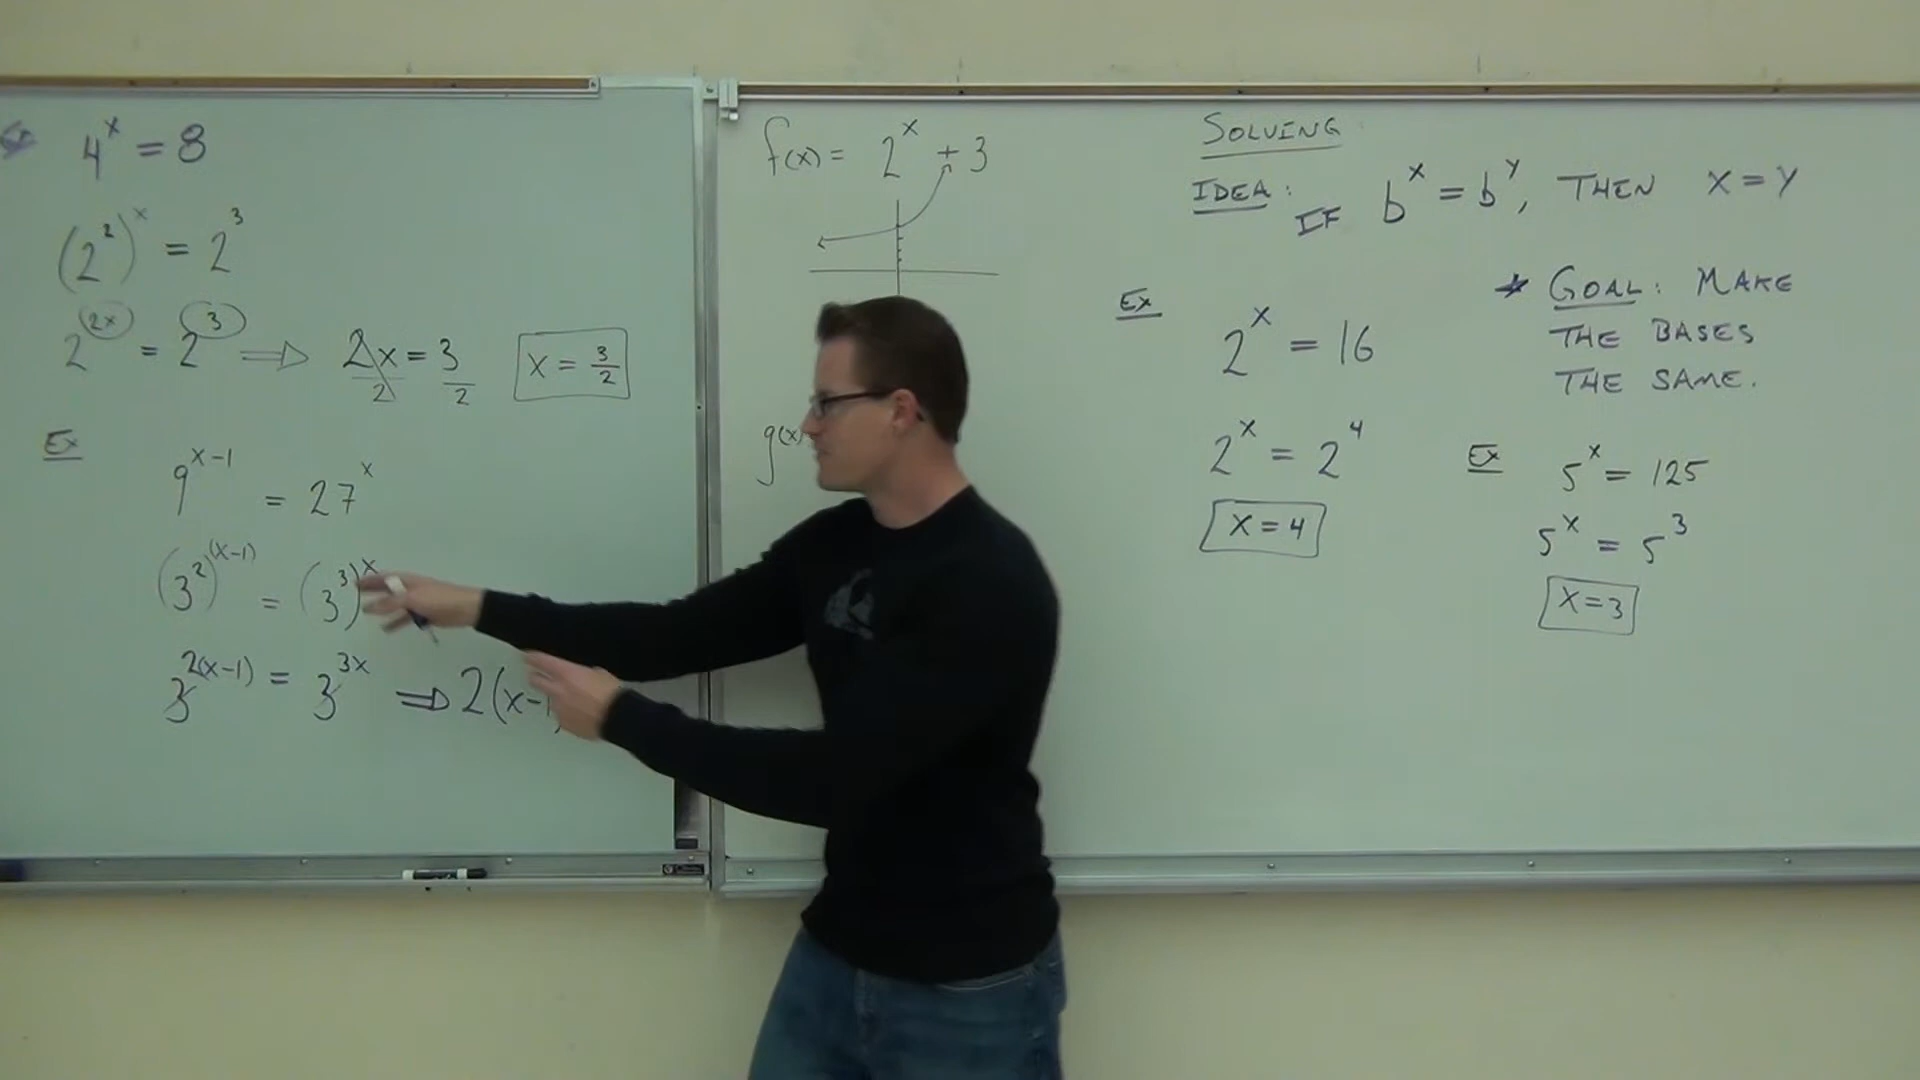 Ex 4^x = 8
(2^2)^x = 2^3
2^2x = 2^3 ⇒ 2x/2 = 3/2 x = 3/2
Ex
9^x-1 = 27^x
(3^2)^(x-1) = (3^3)^x
3^2(x-1) = 3^3x ⇒ 2(x-1
f(x) = 2^x + 3
g(x)
SOLVING
IDEA: IF b^x = b^y, THEN x = y
* GOAL: MAKE
THE BASES
THE SAME.
Ex
2^x = 16
2^x = 2^4
x = 4
Ex 5^x = 125
5^x = 5^3
x = 3